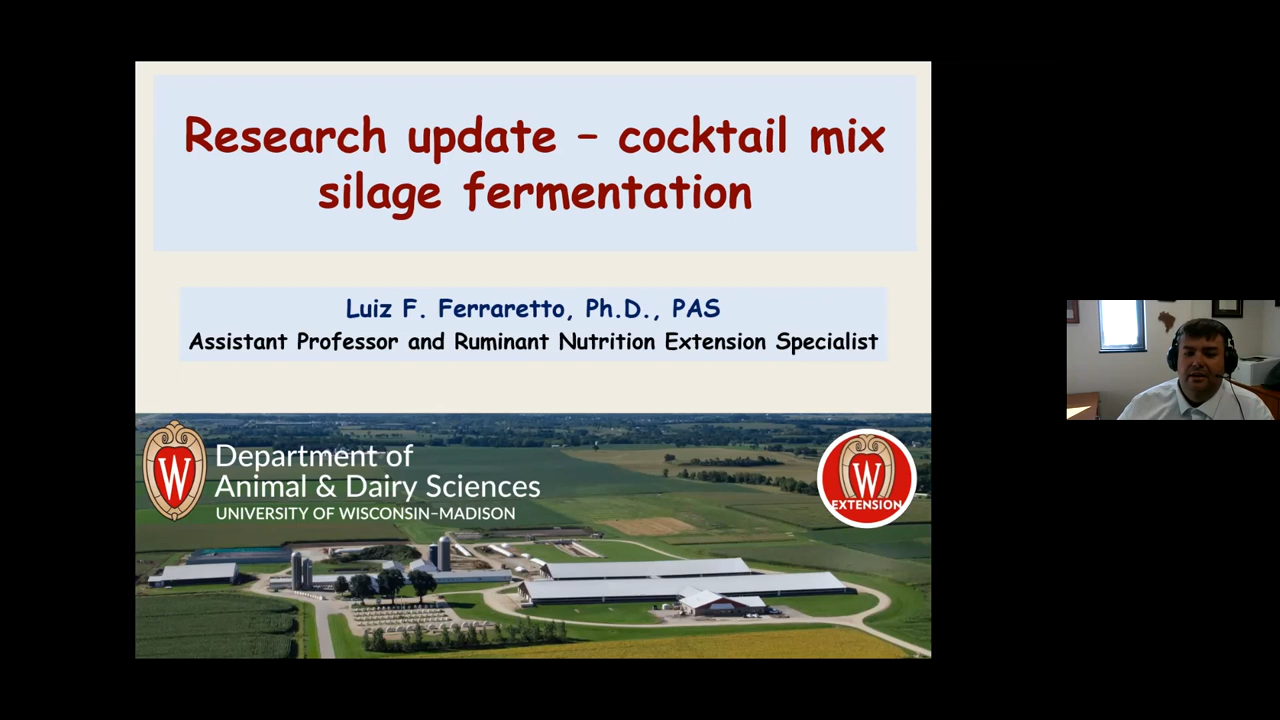 Research update – cocktail mix
silage fermentation
Luiz F. Ferraretto, Ph.D., PAS
Assistant Professor and Ruminant Nutrition Extension Specialist
W
Department of
Animal & Dairy Sciences
UNIVERSITY OF WISCONSIN–MADISON
W
EXTENSION